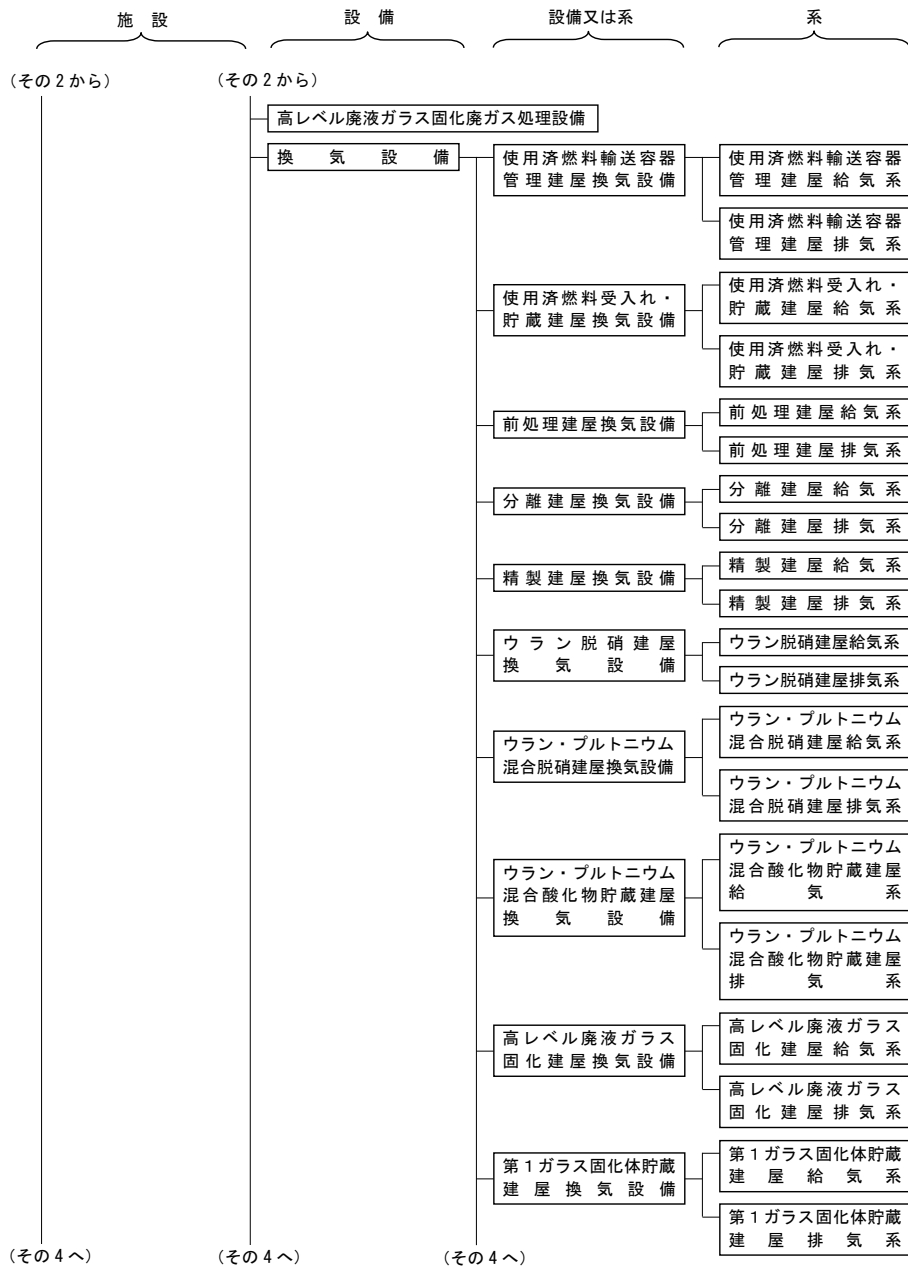 施 設
設 備
設備又は系
系
(その2から)
(その2から)
高レベル廃液ガラス固化廃ガス処理設備
換気設備
使用済燃料輸送容器
管理建屋換気設備
使用済燃料輸送容器
管理建屋給気系
使用済燃料輸送容器
管理建屋排気系
使用済燃料受入れ・
貯蔵建屋換気設備
使用済燃料受入れ・
貯蔵建屋給気系
使用済燃料受入れ・
貯蔵建屋排気系
前処理建屋換気設備
前処理建屋給気系
前処理建屋排気系
分離建屋換気設備
分離建屋給気系
分離建屋排気系
精製建屋換気設備
精製建屋給気系
精製建屋排気系
ウラン脱硝建屋
換気設備
ウラン脱硝建屋給気系
ウラン脱硝建屋排気系
ウラン・プルトニウム
混合脱硝建屋換気設備
ウラン・プルトニウム
混合脱硝建屋給気系
ウラン・プルトニウム
混合脱硝建屋排気系
ウラン・プルトニウム
混合酸化物貯蔵建屋
換気設備
ウラン・プルトニウム
混合酸化物貯蔵建屋
給気系
ウラン・プルトニウム
混合酸化物貯蔵建屋
排気系
高レベル廃液ガラス
固化建屋換気設備
高レベル廃液ガラス
固化建屋給気系
高レベル廃液ガラス
固化建屋排気系
第1ガラス固化体貯蔵
建屋換気設備
第1ガラス固化体貯蔵
建屋給気系
第1ガラス固化体貯蔵
建屋排気系
(その4へ)
(その4へ)
(その4へ)